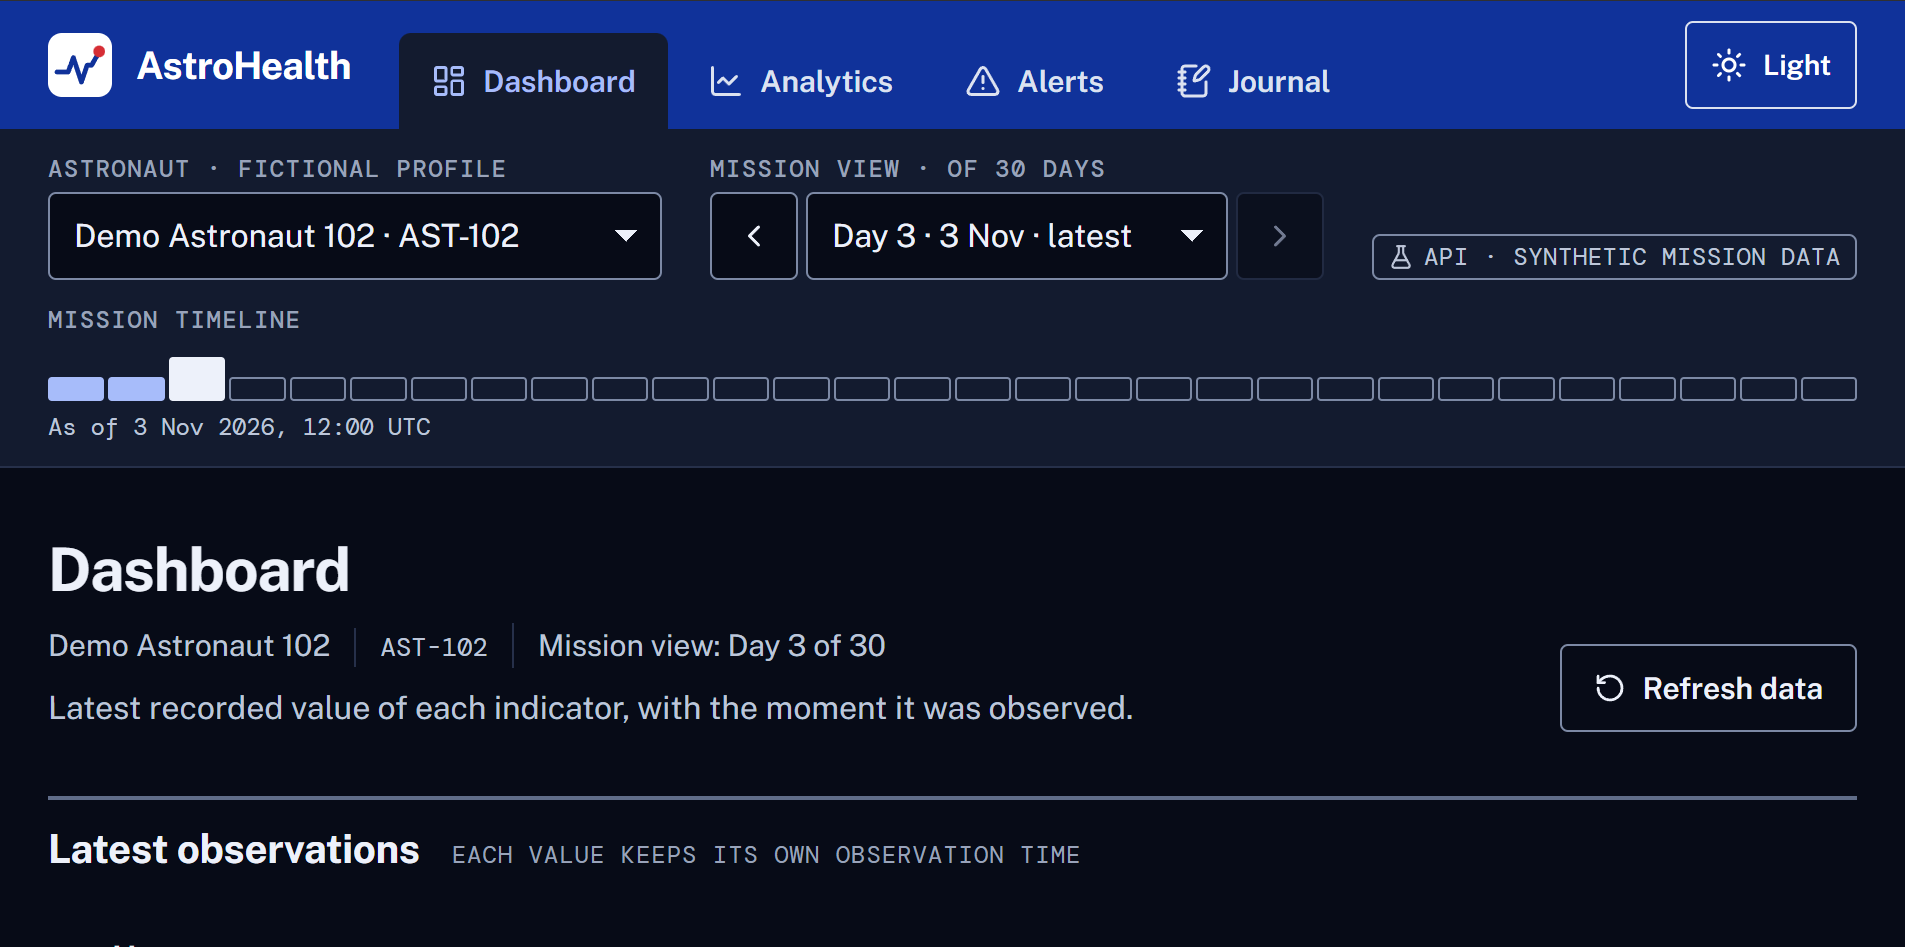 AstroHealth
Dashboard
Analytics
Alerts
Journal
Light
ASTRONAUT · FICTIONAL PROFILE
MISSION VIEW · OF 30 DAYS
Demo Astronaut 102 · AST-102
Day 3 · 3 Nov · latest
API · SYNTHETIC MISSION DATA
MISSION TIMELINE
As of 3 Nov 2026, 12:00 UTC
Dashboard
Demo Astronaut 102
AST-102
Mission view: Day 3 of 30
Latest recorded value of each indicator, with the moment it was observed.
Refresh data
Latest observations
EACH VALUE KEEPS ITS OWN OBSERVATION TIME